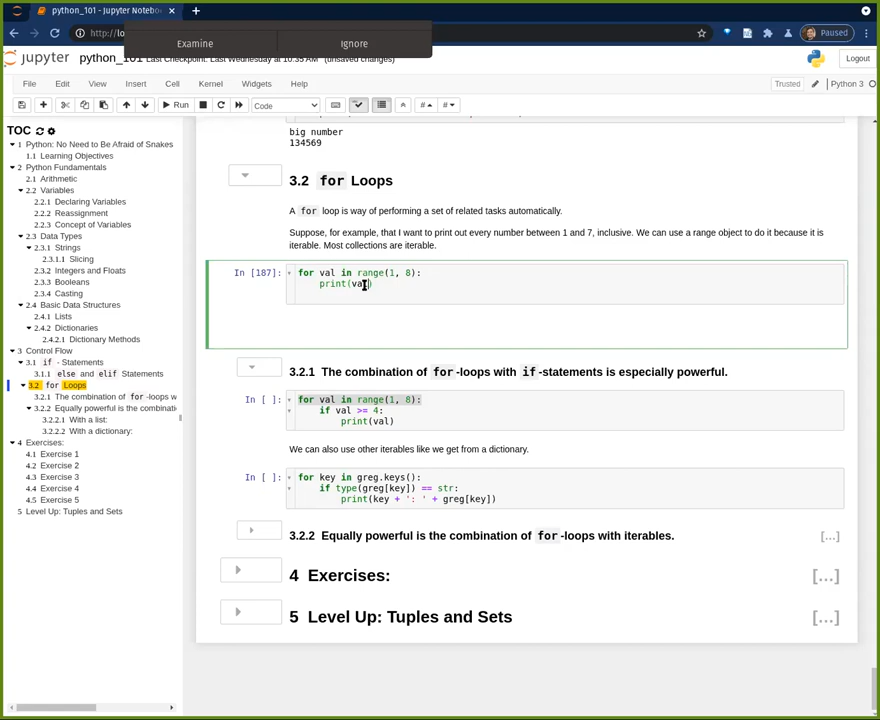 python_101 - Jupyter Notebo
http://lo
Examine
Ignore
Paused
jupyter
python_101
Last Checkpoint: Last Wednesday at 10:35 AM
(unsaved changes)
Logout
File Edit View Insert Cell Kernel Widgets Help
Trusted
Python 3
Run
Code
TOC
1 Python: No Need to Be Afraid of Snakes
1.1 Learning Objectives
2 Python Fundamentals
2.1 Arithmetic
2.2 Variables
2.2.1 Declaring Variables
2.2.2 Reassignment
2.2.3 Concept of Variables
2.3 Data Types
2.3.1 Strings
2.3.1.1 Slicing
2.3.2 Integers and Floats
2.3.3 Booleans
2.3.4 Casting
2.4 Basic Data Structures
2.4.1 Lists
2.4.2 Dictionaries
2.4.2.1 Dictionary Methods
3 Control Flow
3.1 if - Statements
3.1.1 else and elif Statements
3.2 for Loops
3.2.1 The combination of for -loops w
3.2.2 Equally powerful is the combinati
3.2.2.1 With a list:
3.2.2.2 With a dictionary:
4 Exercises:
4.1 Exercise 1
4.2 Exercise 2
4.3 Exercise 3
4.4 Exercise 4
4.5 Exercise 5
5 Level Up: Tuples and Sets
big number
134569
3.2 for Loops
A for loop is way of performing a set of related tasks automatically.
Suppose, for example, that I want to print out every number between 1 and 7, inclusive. We can use a range object to do it because it is
iterable. Most collections are iterable.
In [187]: for val in range(1, 8):
print(val)
3.2.1 The combination of for -loops with if -statements is especially powerful.
In [ ]: for val in range(1, 8):
if val >= 4:
print(val)
We can also use other iterables like we get from a dictionary.
In [ ]: for key in greg.keys():
if type(greg[key]) == str:
print(key + ': ' + greg[key])
3.2.2 Equally powerful is the combination of for -loops with iterables. [...]
4 Exercises: [...]
5 Level Up: Tuples and Sets [...]